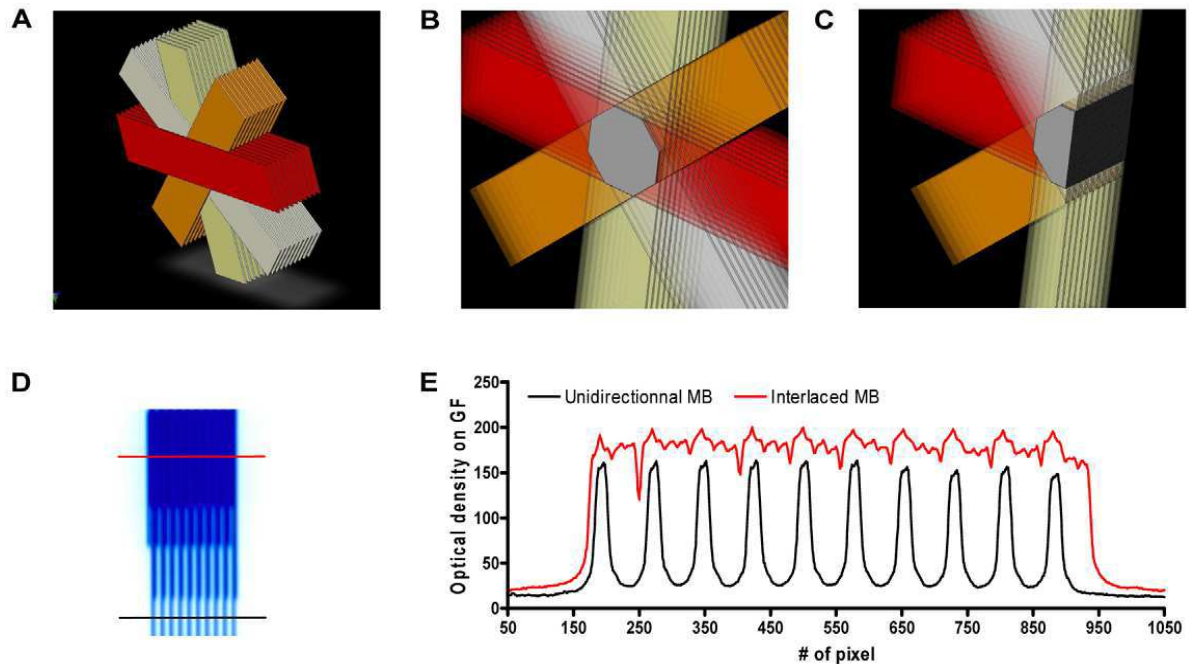 A
B
C
D
E
250
200
150
100
50
0
Optical density on GF
Unidirectionnal MB
Interlaced MB
50 150 250 350 450 550 650 750 850 950 1050
# of pixel